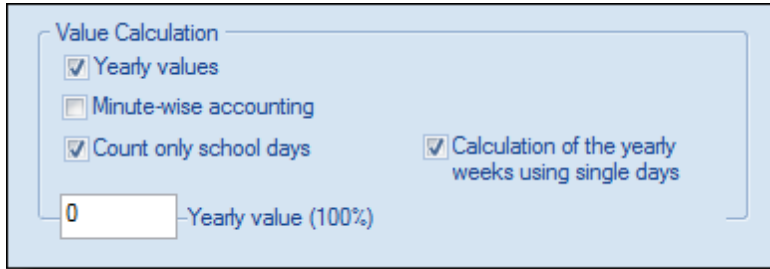 Value Calculation
Yearly values
Minute-wise accounting
Count only school days
Calculation of the yearly
weeks using single days
0
Yearly value (100%)